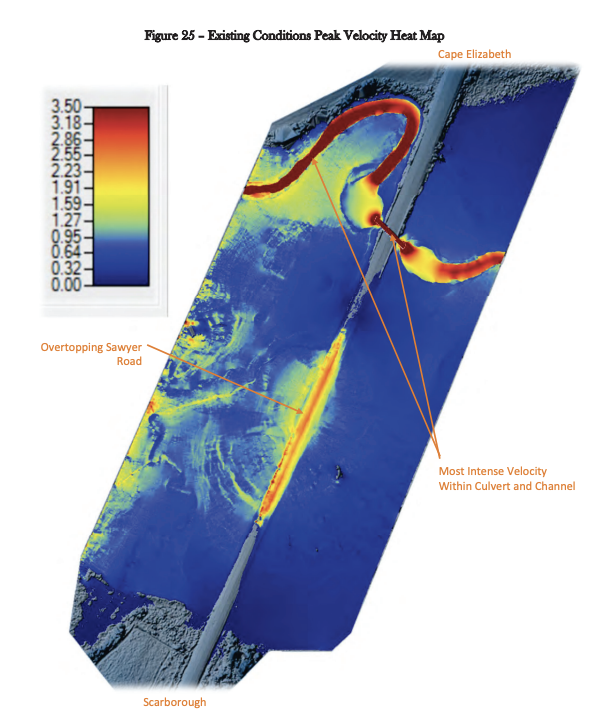 Figure 25 – Existing Conditions Peak Velocity Heat Map
Cape Elizabeth
3.50
3.18
2.86
2.55
2.23
1.91
1.59
1.27
0.95
0.64
0.32
0.00
Overtopping Sawyer
Road
Most Intense Velocity
Within Culvert and Channel
Scarborough